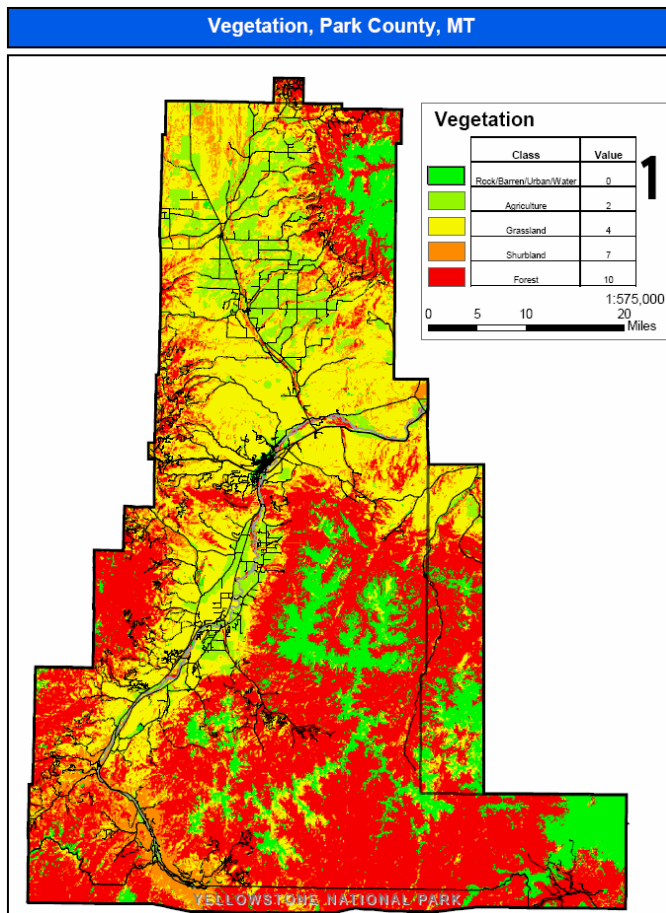 Vegetation, Park County, MT
Vegetation
Class Value
Rock/Barren/Urban/Water 0
Agriculture 2
Grassland 4
Shurbland 7
Forest 10
1
1:575,000
0 5 10 20
Miles
YELLOWSTONE NATIONAL PARK